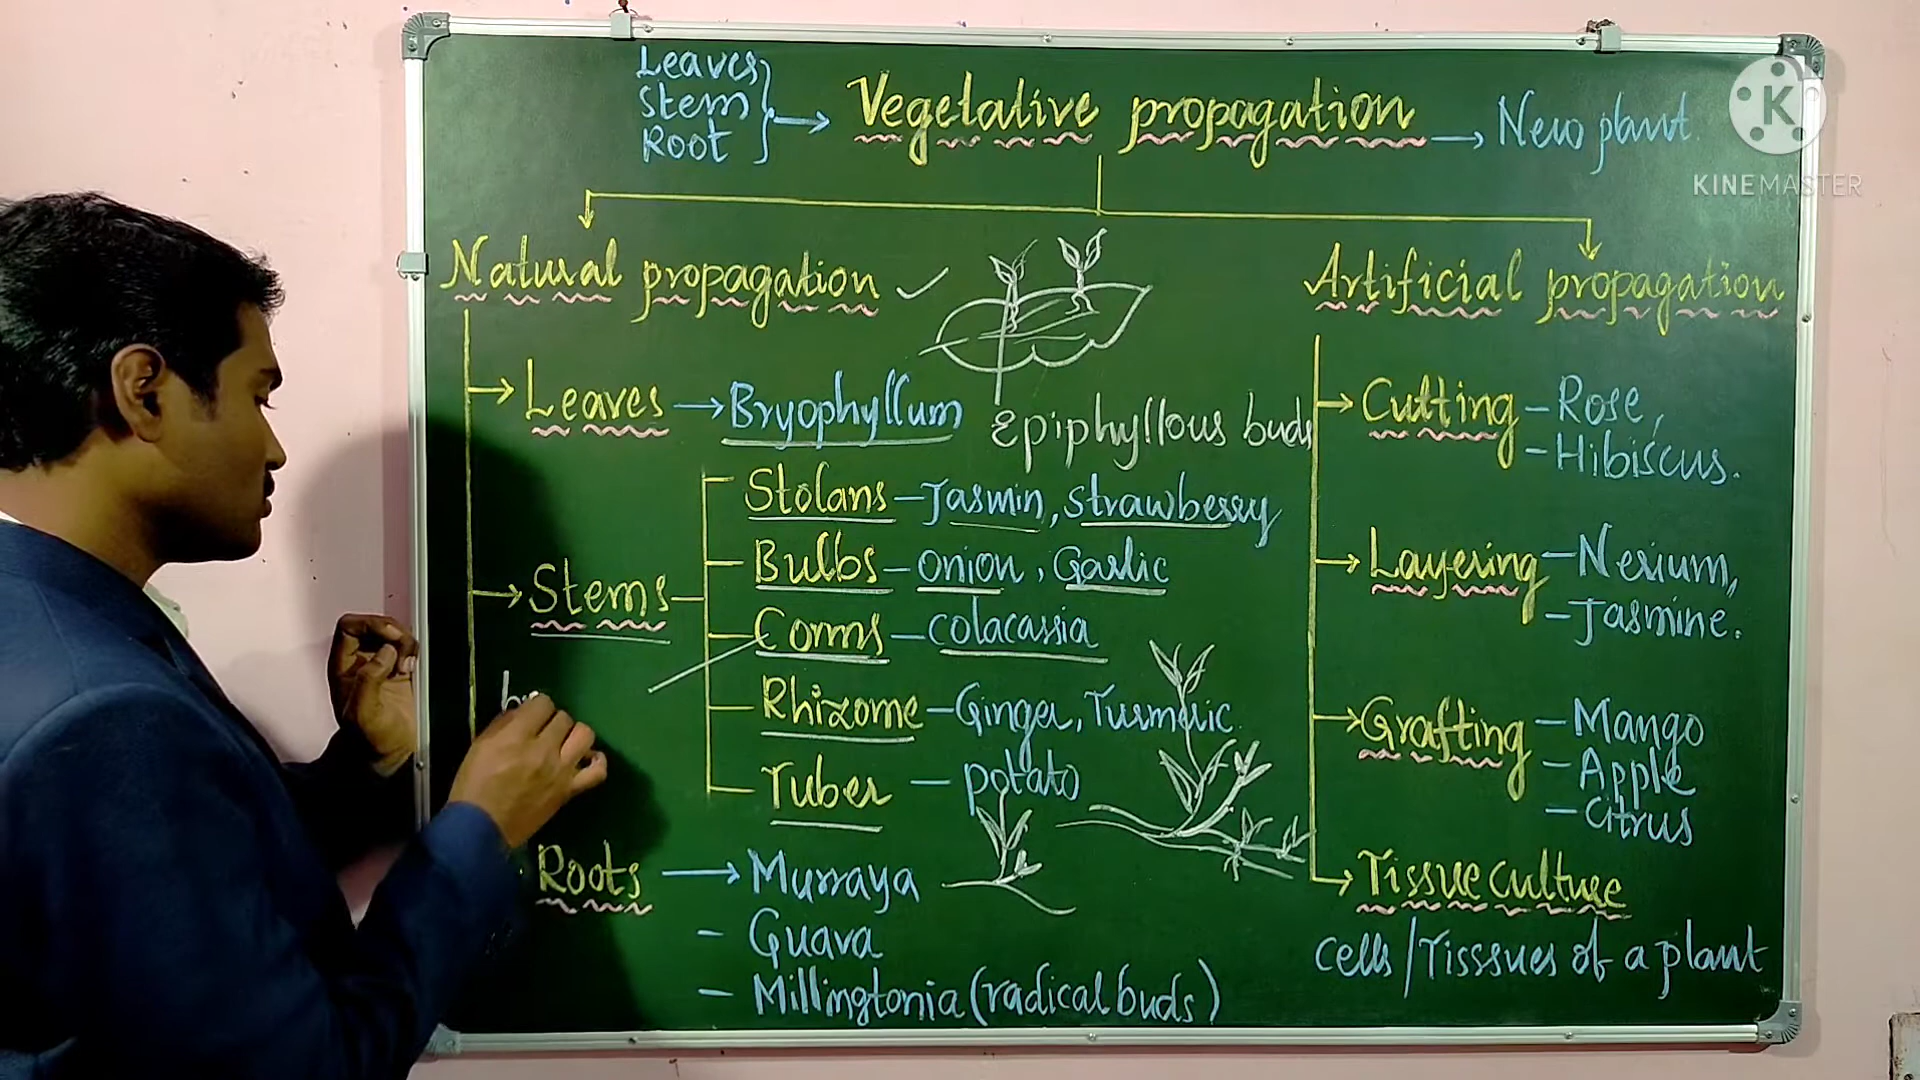 Leaves
Stem
Root
Vegetative propagation
New plant.
KINEMASTER
Natural propagation
Artificial propagation
Leaves
Bryophyllum
Epiphyllous buds
Cutting - Rose,
- Hibiscus.
Stems
Stolans - Jasmin, Strawberry
Bulbs - onion, Garlic
Corms - colacassia
Rhizome - Ginger, Turmeric.
Tuber - potato
Layering - Nerium,
- Jasmine.
Grafting - Mango
- Apple
- Citrus
Roots
Murraya
- Guava
- Millingtonia (radical buds)
Tissue culture
cells / Tisssues of a plant